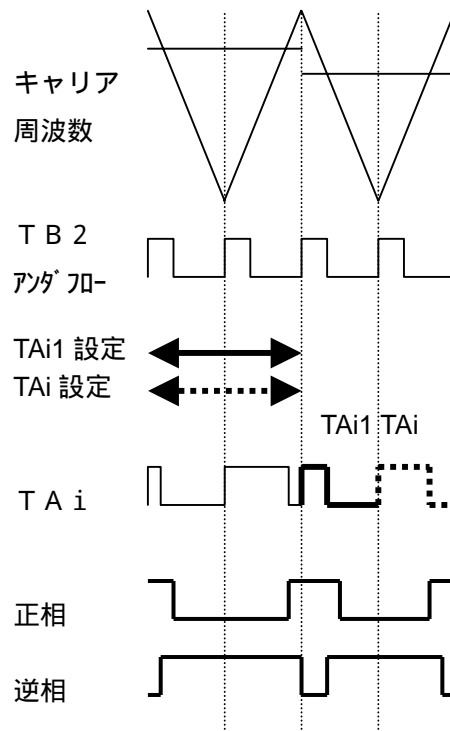 キャリア
周波数
ＴＢ２
ｱﾝﾀﾞﾌﾛｰ
TAi1 設定
TAi 設定
TAi1 TAi
ＴＡｉ
正相
逆相